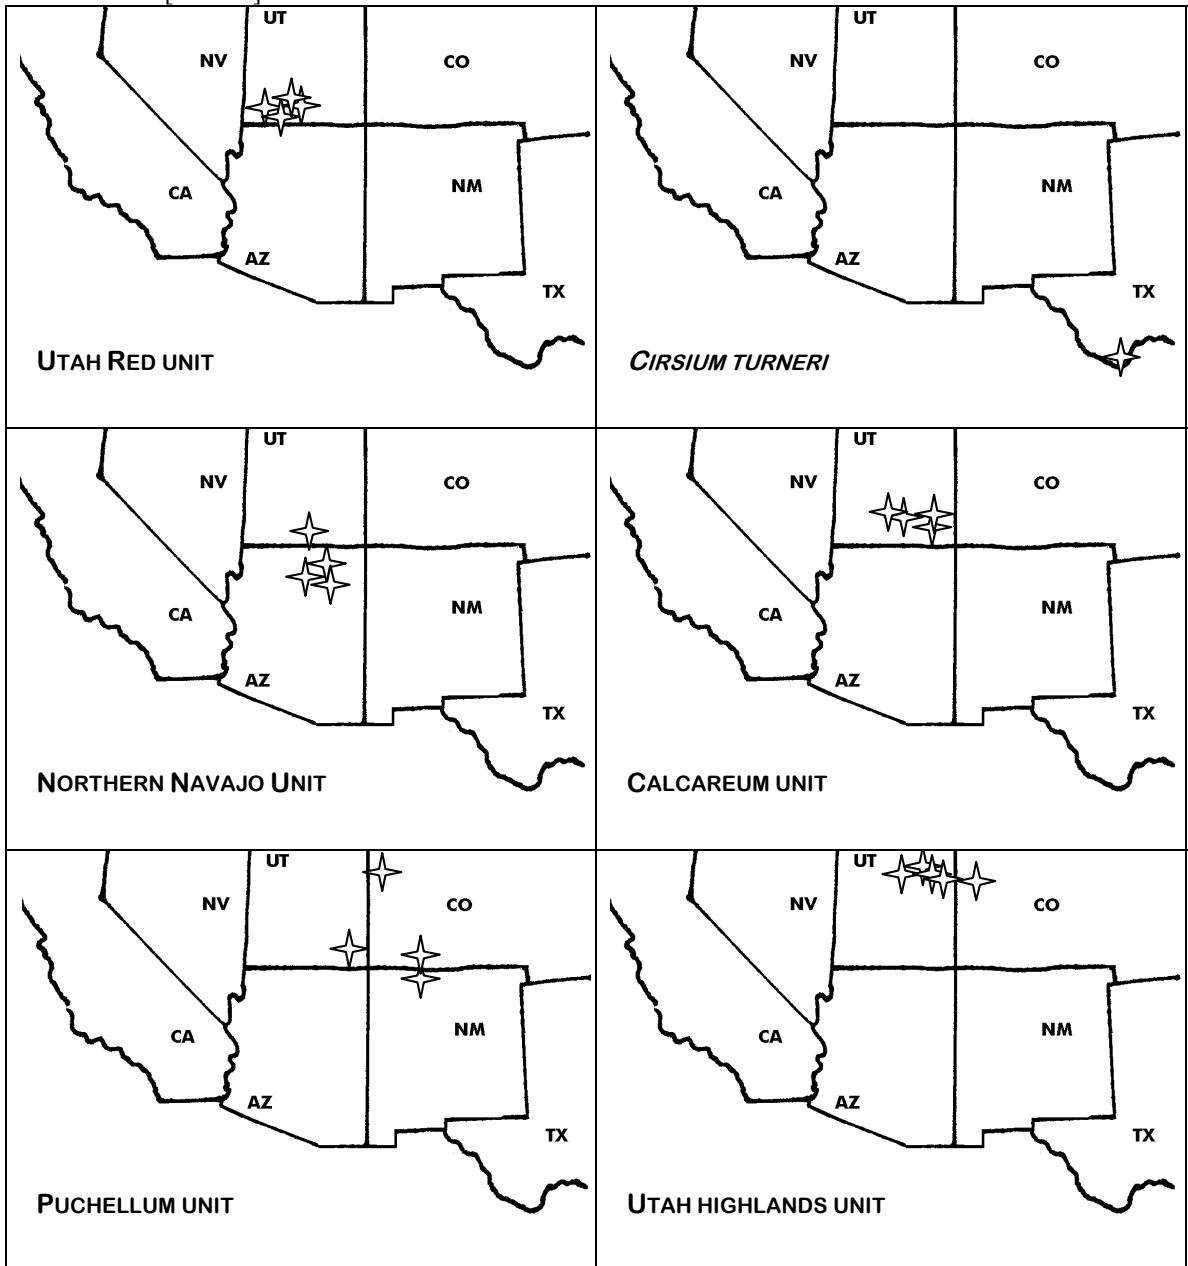 UT
NV
CO
CA
NM
AZ
TX
UTAH RED UNIT
UT
NV
CO
CA
NM
AZ
TX
CIRSIUM TURNERI
UT
NV
CO
CA
NM
AZ
TX
NORTHERN NAVAJO UNIT
UT
NV
CO
CA
NM
AZ
TX
CALCAREUM UNIT
UT
NV
CO
CA
NM
AZ
TX
PUCHELLUM UNIT
UT
NV
CO
CA
NM
AZ
TX
UTAH HIGHLANDS UNIT